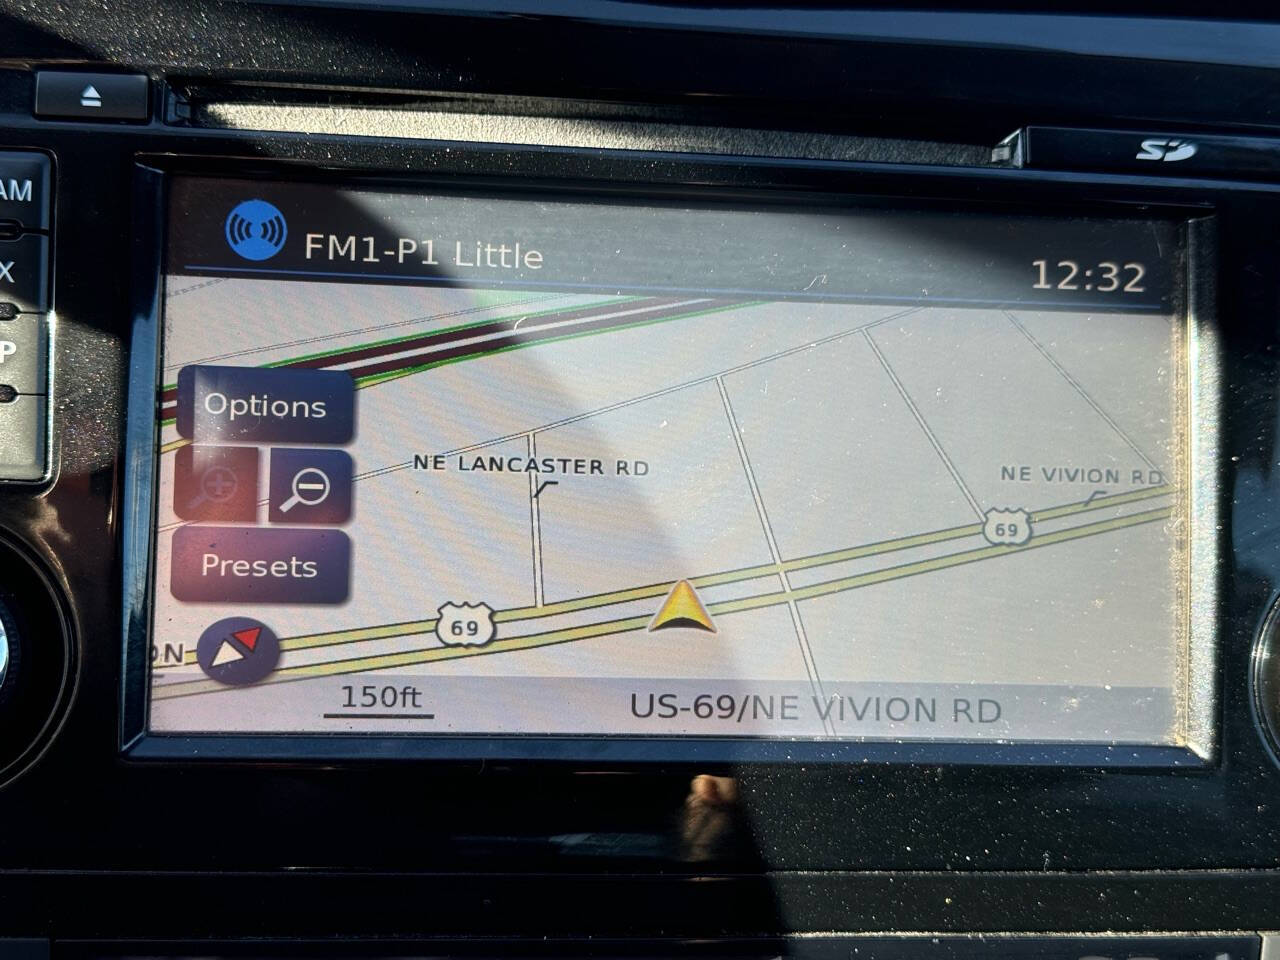 SD
AM
FM1-P1 Little
12:32
X
P
Options
NE LANCASTER RD
NE VIVION RD
69
Presets
69
ON
150ft
US-69/NE VIVION RD